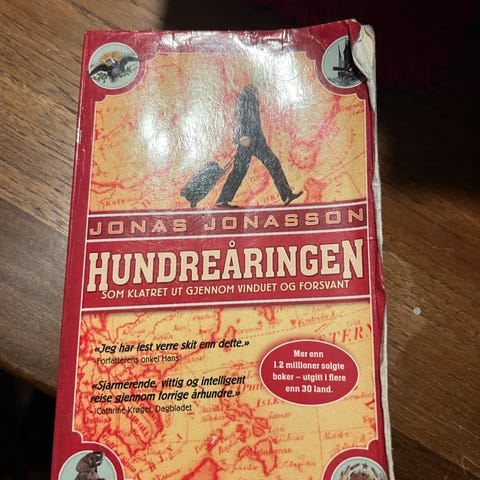 JONAS JONASSON
HUNDREÅRINGEN
SOM KLATRET UT GJENNOM VINDUET OG FORSVANT
«Jeg har lest verre skit enn dette.»
– Forfatterens onkel Hans
«Sjarmerende, vittig og intelligent
reise gjennom forrige århundre.»
– Cathrine Krøger, Dagbladet
Mer enn
1.2 millioner solgte
bøker – utgitt i flere
enn 30 land.